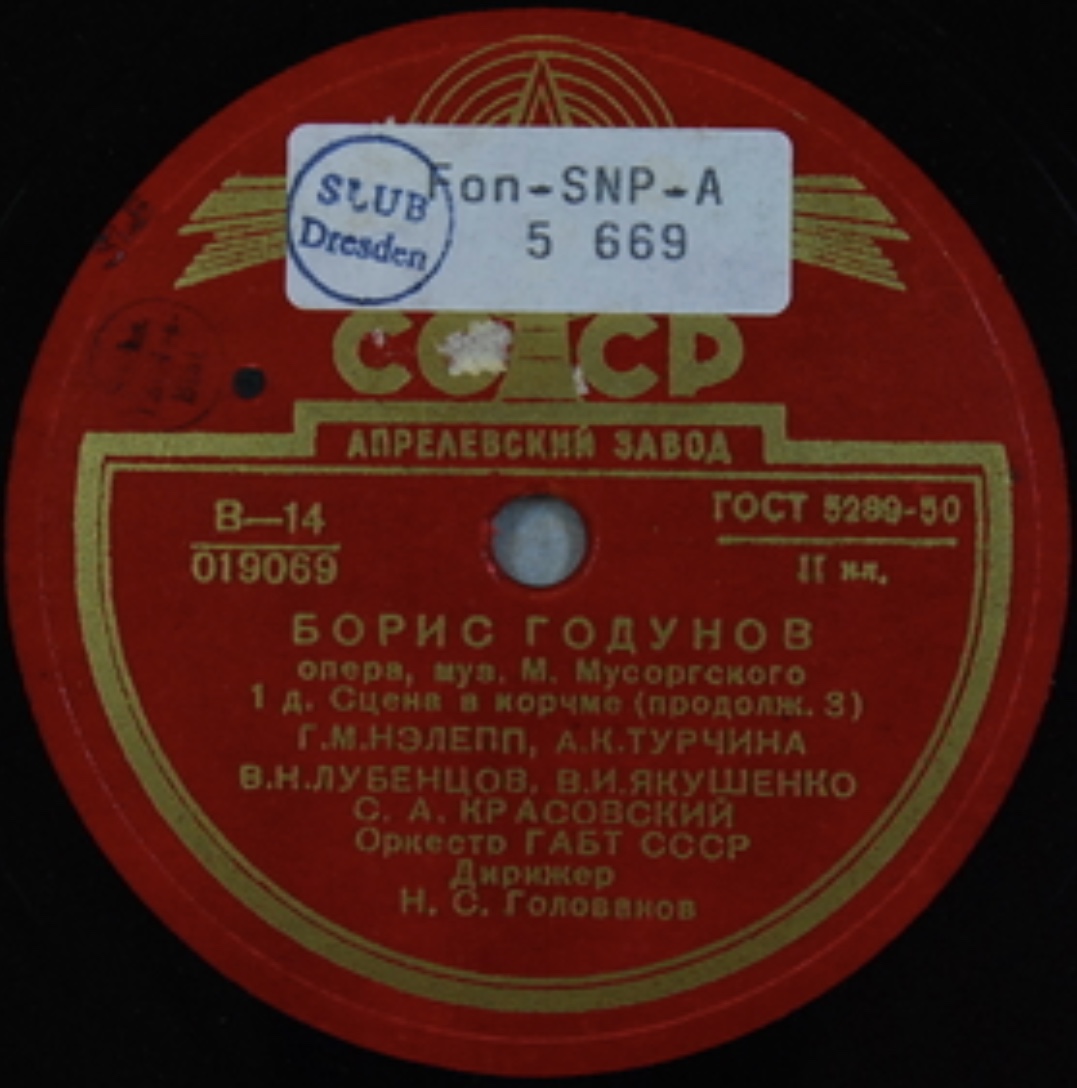 Fon-SNP-A
SLUB
Dresden
5 669
СССР
АПРЕЛЕВСКИЙ ЗАВОД
В—14
019069
ГОСТ 5289-50
II кл.
БОРИС ГОДУНОВ
опера, муз. М. Мусоргского
1 д. Сцена в корчме (продолж. 3)
Г.М.НЭЛЕПП, А.К.ТУРЧИНА
В.Н.ЛУБЕНЦОВ, В.И.ЯКУШЕНКО
С. А. КРАСОВСКИЙ
Оркестр ГАБТ СССР
Дирижер
Н. С. Голованов